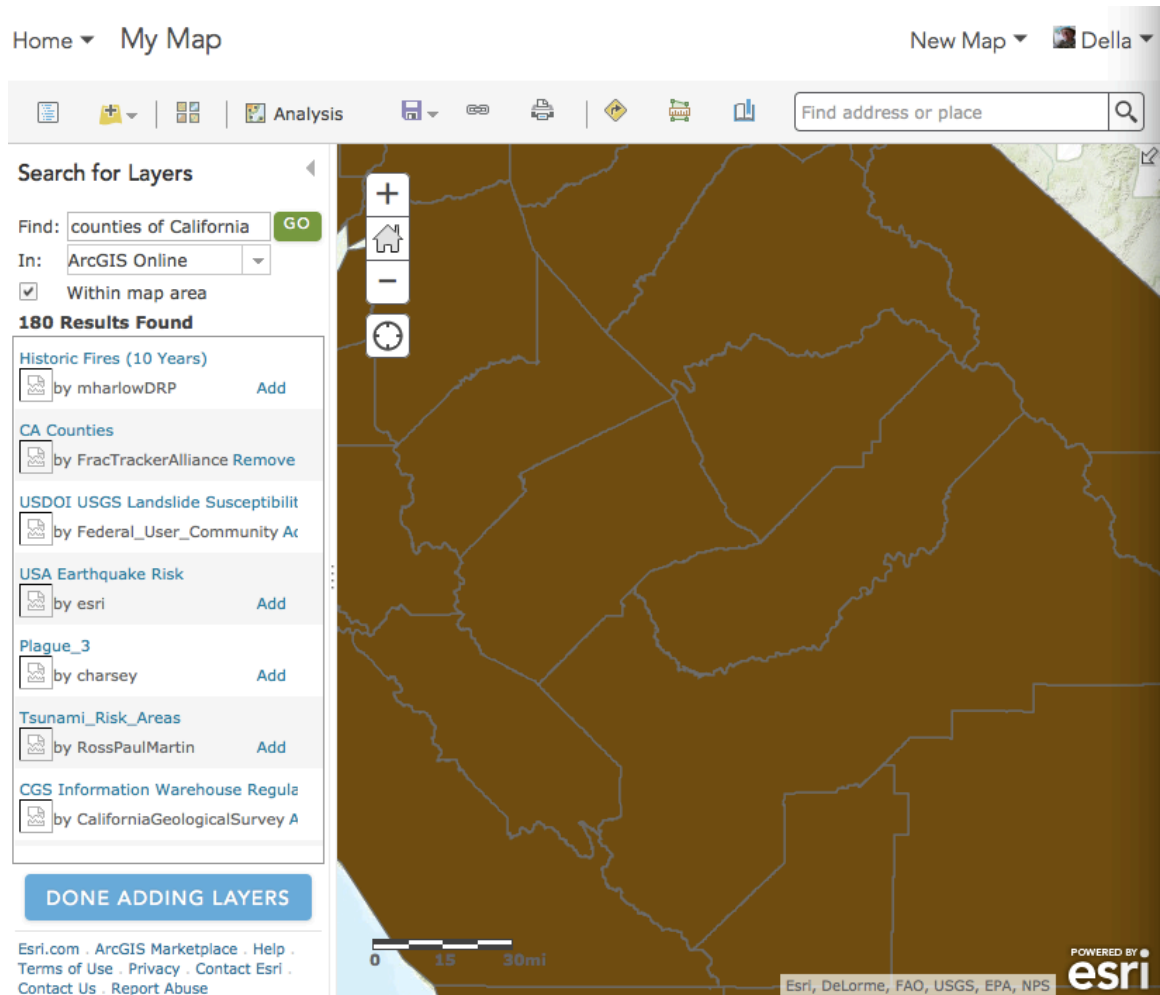 Home My Map New Map Della
Analysis Find address or place
Search for Layers
Find: counties of California GO
In: ArcGIS Online
Within map area
180 Results Found
Historic Fires (10 Years)
by mharlowDRP Add
CA Counties
by FracTrackerAlliance Remove
USDOI USGS Landslide Susceptibilit
by Federal_User_Community Ad
USA Earthquake Risk
by esri Add
Plague_3
by charsey Add
Tsunami_Risk_Areas
by RossPaulMartin Add
CGS Information Warehouse Regula
by CaliforniaGeologicalSurvey A
DONE ADDING LAYERS
Esri.com . ArcGIS Marketplace . Help .
Terms of Use . Privacy . Contact Esri .
Contact Us . Report Abuse
0 15 30mi
Esri, DeLorme, FAO, USGS, EPA, NPS
POWERED BY
esri